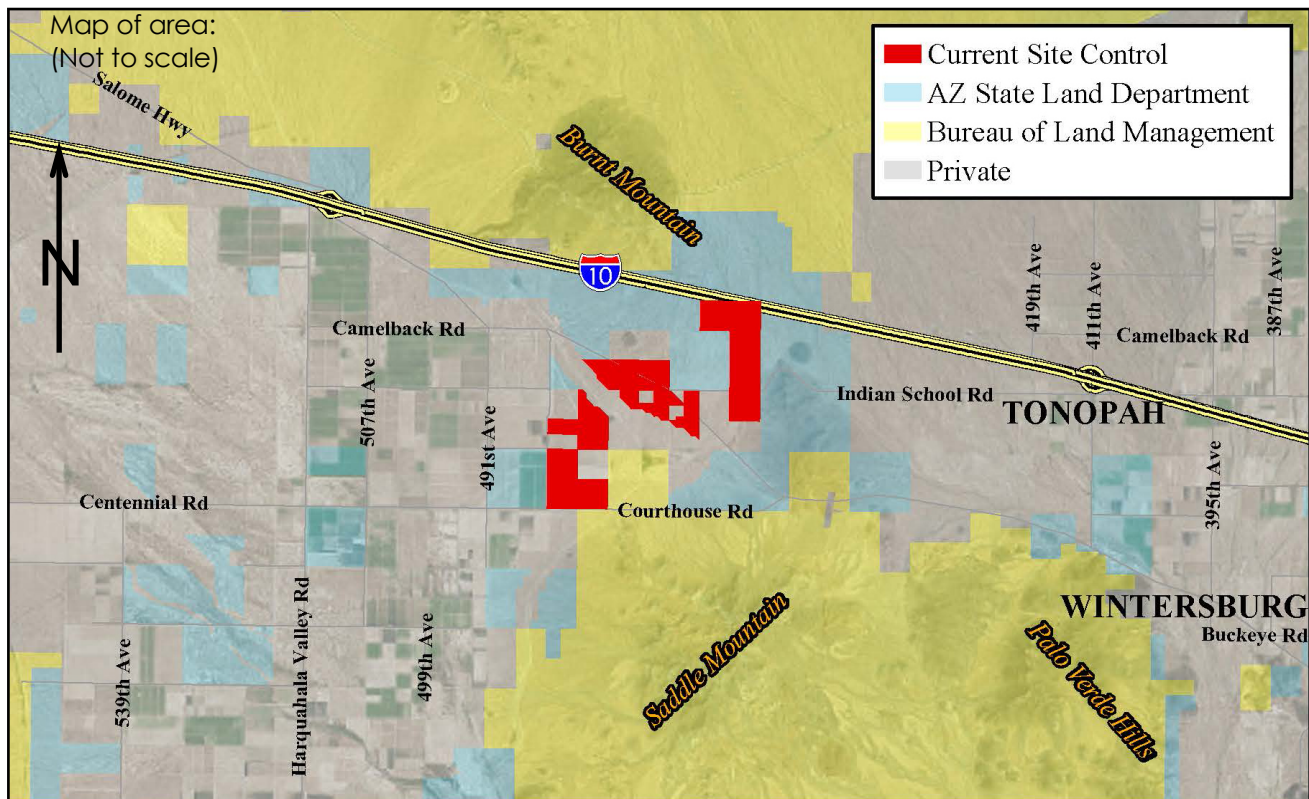 Map of area:
(Not to scale)
Salome Hwy
N
Burnt Mountain
10
Current Site Control
AZ State Land Department
Bureau of Land Management
Private
Camelback Rd
507th Ave
491st Ave
419th Ave
411th Ave
Camelback Rd
387th Ave
Indian School Rd
TONOPAH
395th Ave
Centennial Rd
Courthouse Rd
539th Ave
Harquahala Valley Rd
499th Ave
Saddle Mountain
Palo Verde Hills
WINTERSBURG
Buckeye Rd